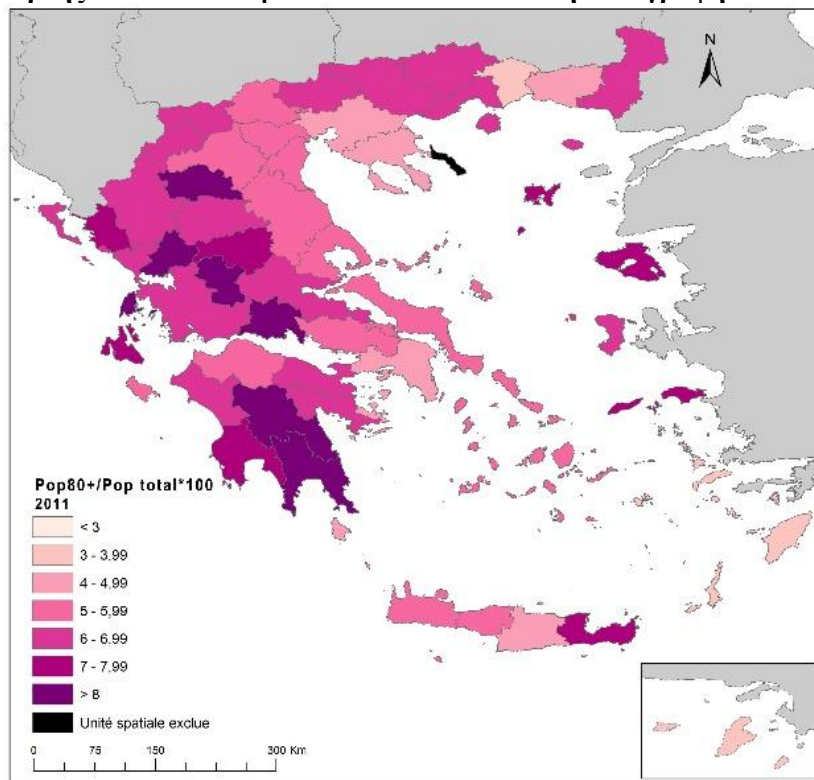 N
Pop80+/Pop total*100
2011
< 3
3 - 3.99
4 - 4.99
5 - 5,99
6 - 6.99
7 - 7,99
> 8
Unité spatiale exclue
0 75 150 300 Km